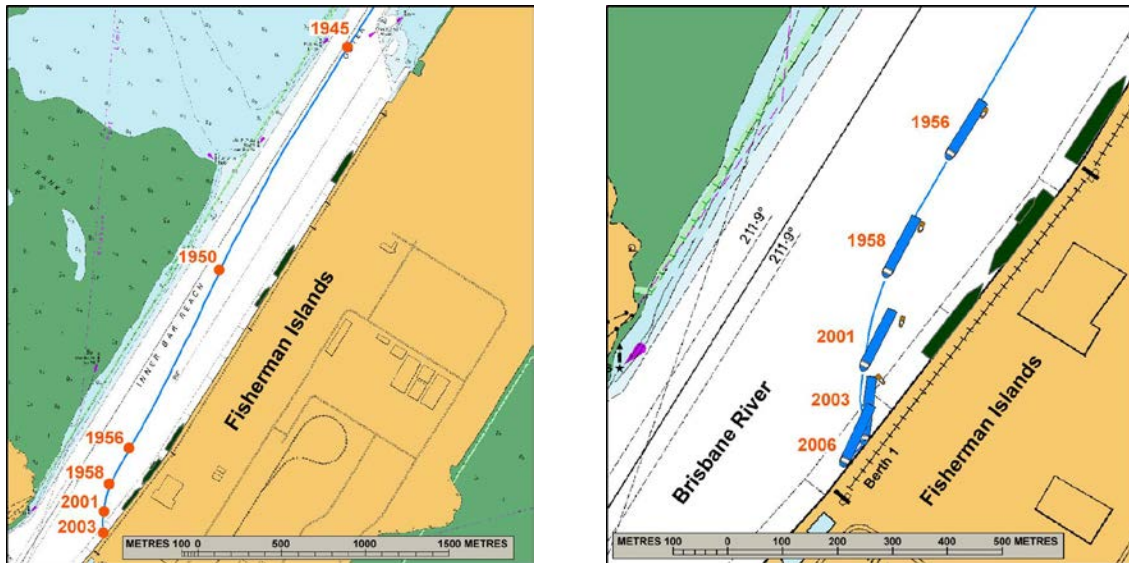 1945
1950
INNER BAR REACH
BANKS
Fisherman Islands
1956
1958
2001
2003
METRES 100 0 500 1000 1500 METRES
1956
211·9°
211·9°
1958
2001
2003
2006
Brisbane River
Berth 1
Fisherman Islands
METRES 100 0 100 200 300 400 500 METRES